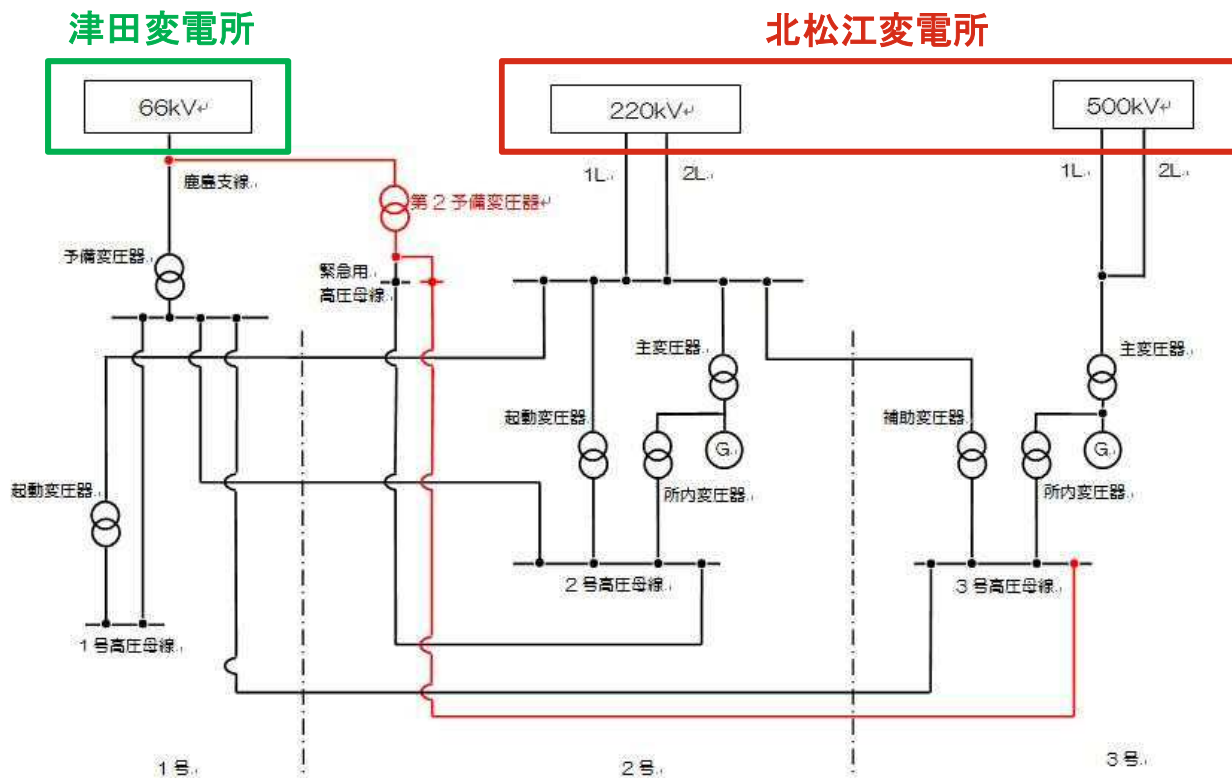 津田変電所
北松江変電所
66kV
220kV
500kV
1L
2L
1L
2L
鹿島支線
第2予備変圧器
予備変圧器
緊急用
高圧母線
主変圧器
主変圧器
起動変圧器
補助変圧器
G
G
起動変圧器
所内変圧器
所内変圧器
2号高圧母線
3号高圧母線
1号高圧母線
1号
2号
3号